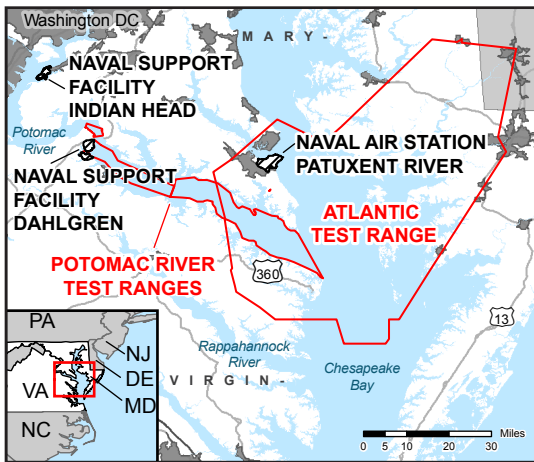 Washington DC
M A R Y -
NAVAL SUPPORT
FACILITY
INDIAN HEAD
Potomac
River
NAVAL AIR STATION
PATUXENT RIVER
NAVAL SUPPORT
FACILITY
DAHLGREN
ATLANTIC
TEST RANGE
POTOMAC RIVER
TEST RANGES
360
13
Rappahannock
River
Chesapeake
Bay
V I R G I N -
PA
NJ
DE
VA
MD
NC
Miles
0 5 10 20 30